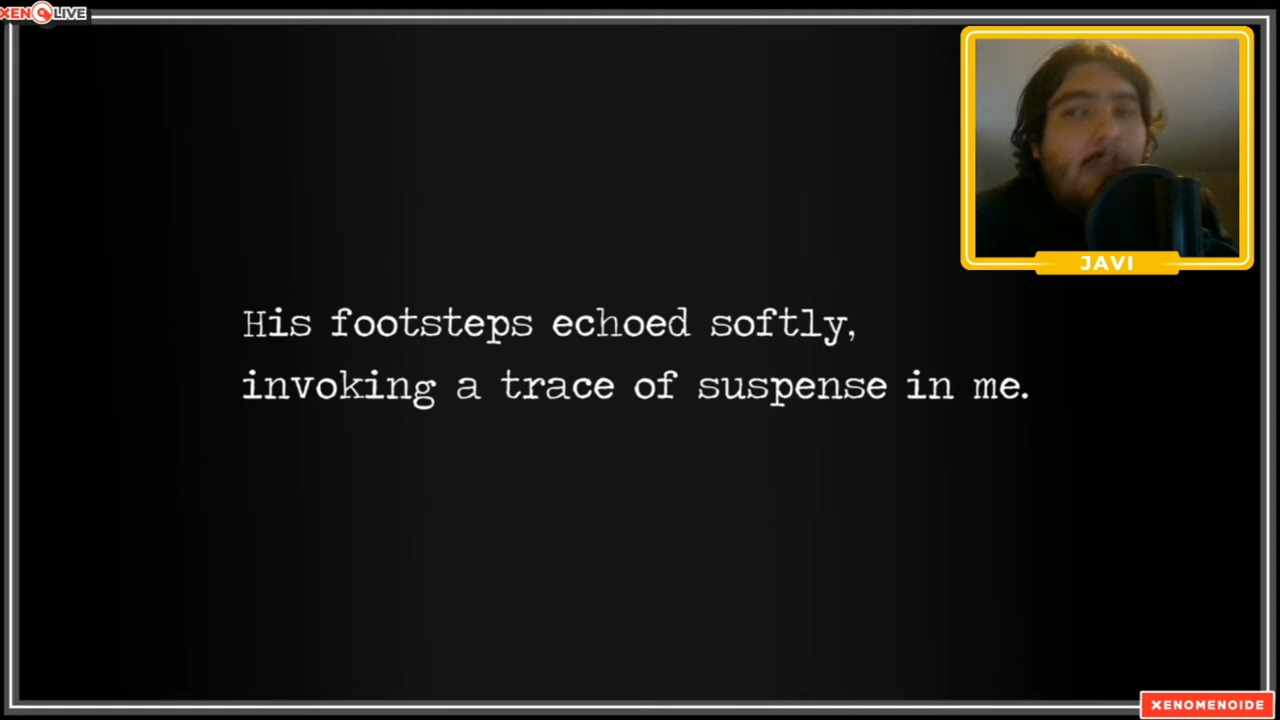 XENOLIVE
JAVI
His footsteps echoed softly,
invoking a trace of suspense in me.
XENOMENOIDE